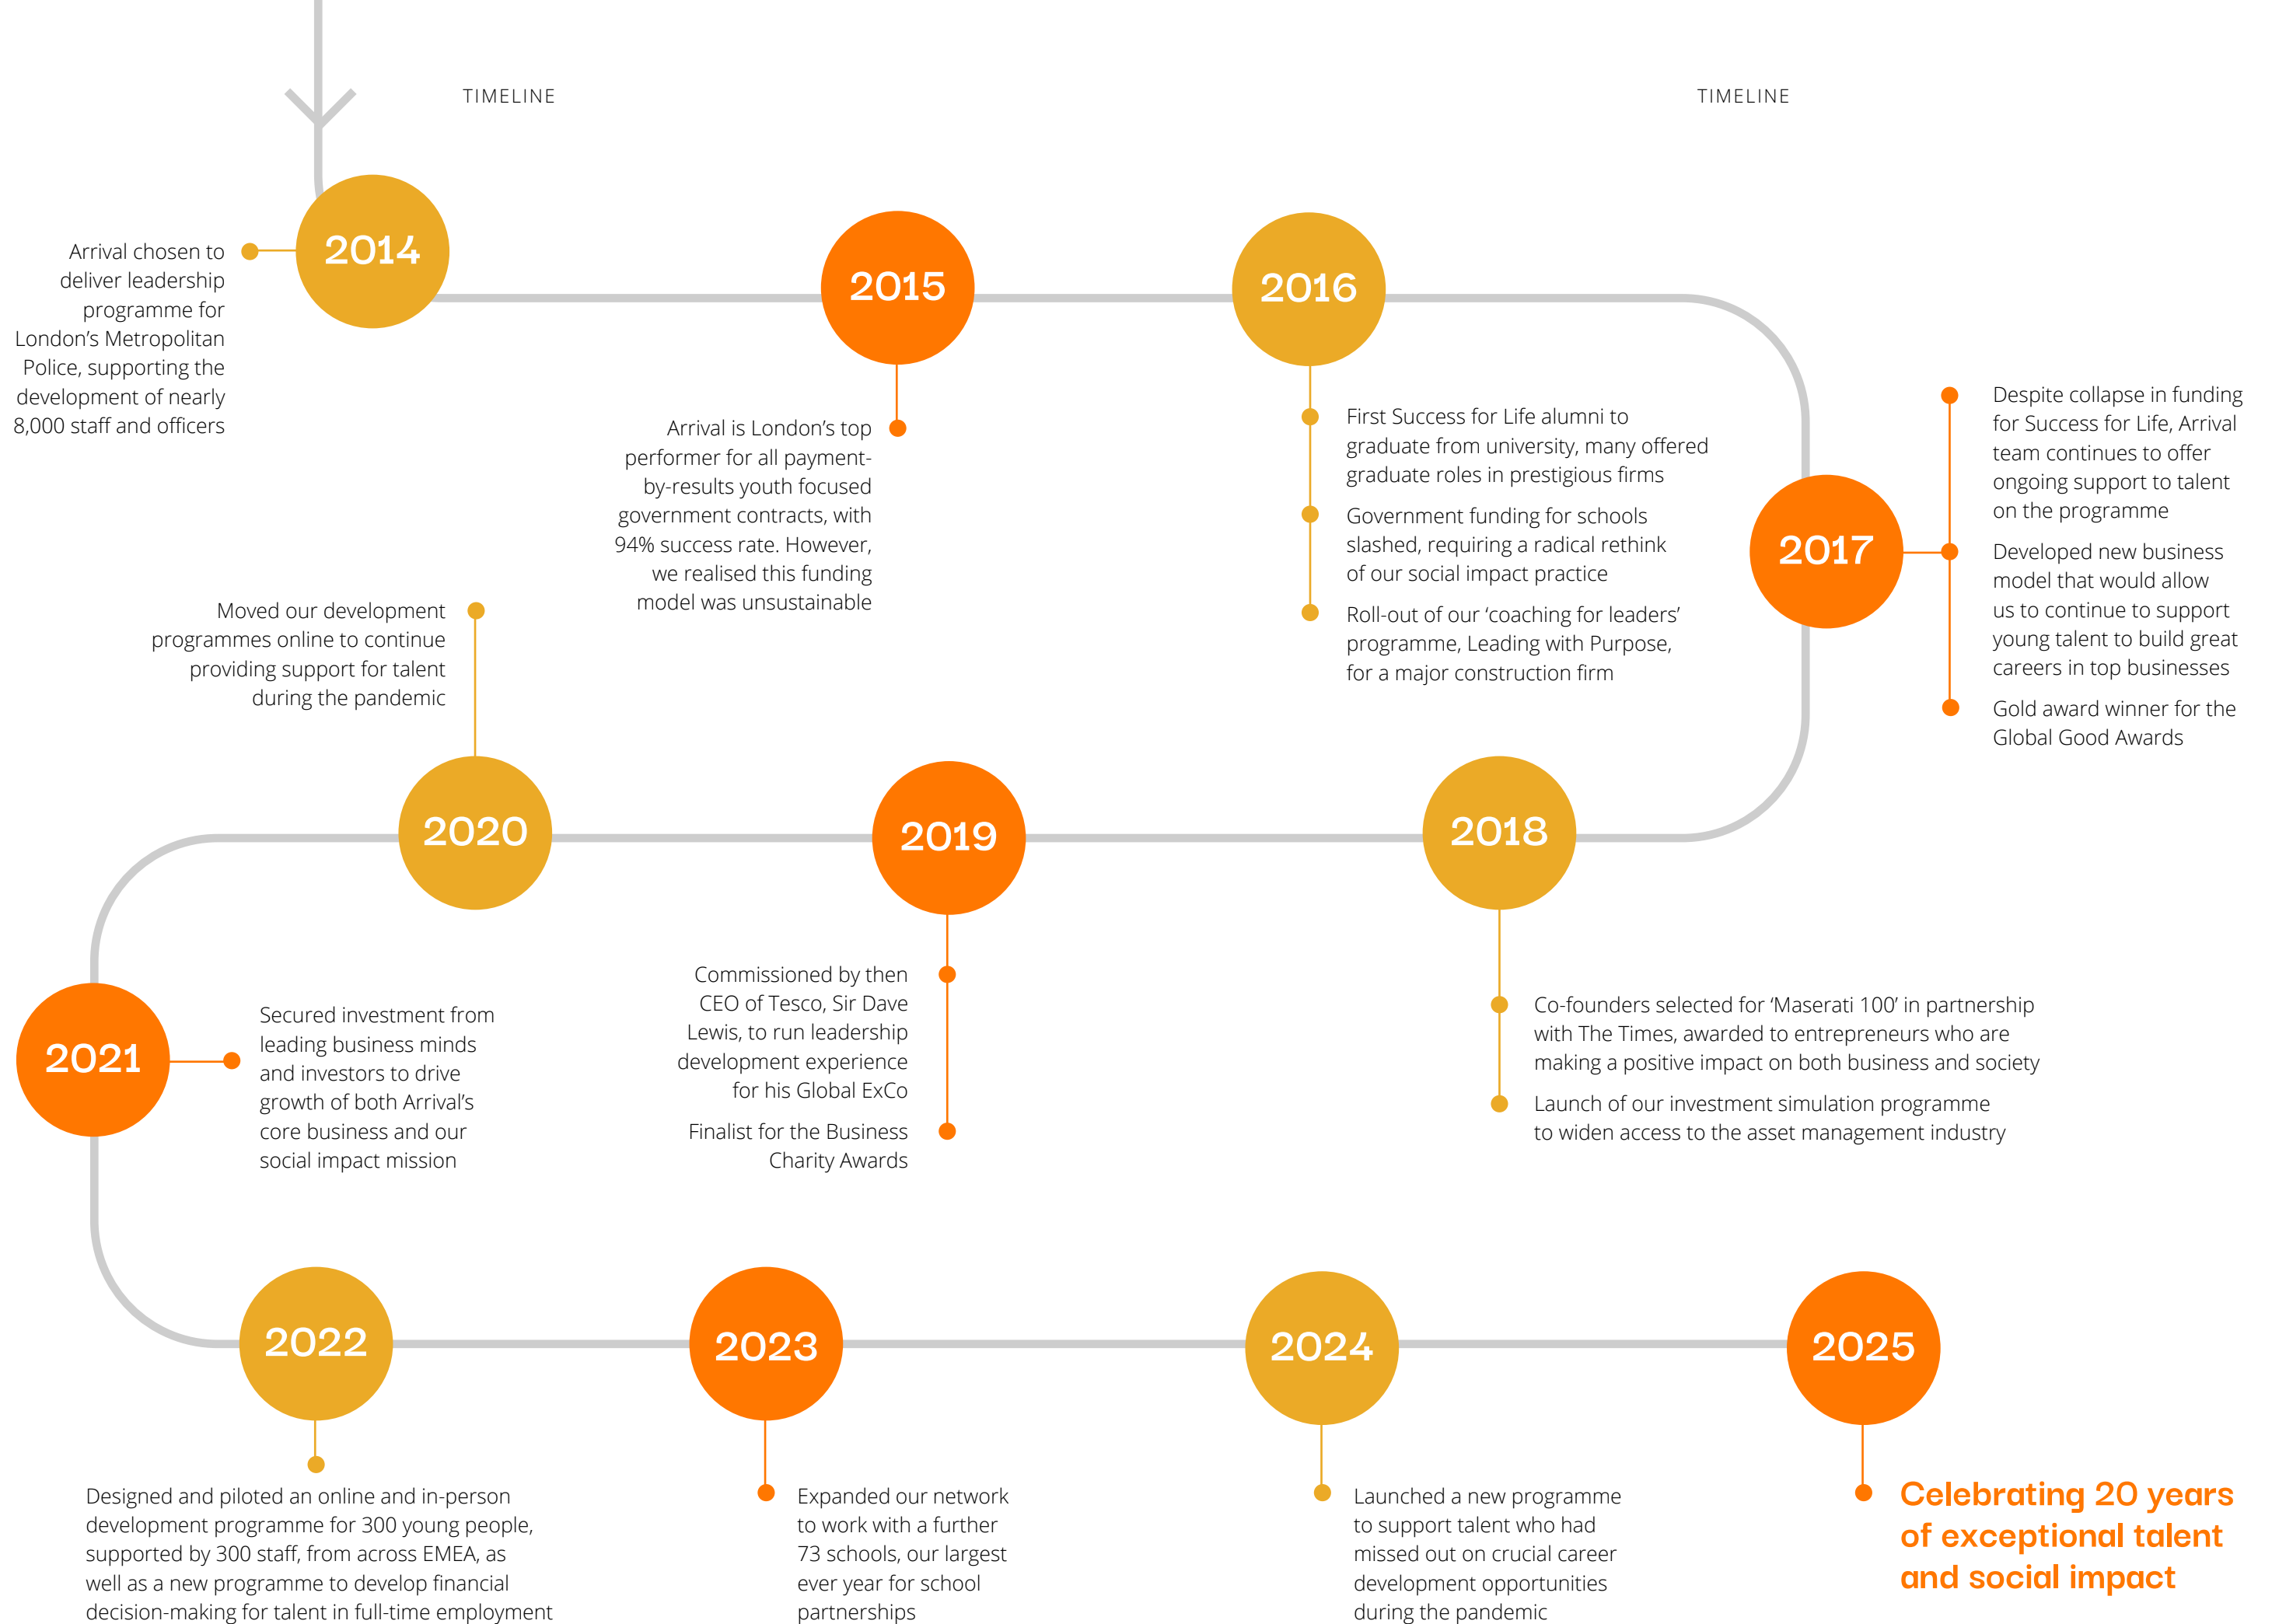 TIMELINE
TIMELINE
2014
Arrival chosen to
deliver leadership
programme for
London’s Metropolitan
Police, supporting the
development of nearly
8,000 staff and officers
2015
Arrival is London’s top
performer for all payment-
by-results youth focused
government contracts, with
94% success rate. However,
we realised this funding
model was unsustainable
2016
First Success for Life alumni to
graduate from university, many offered
graduate roles in prestigious firms
Government funding for schools
slashed, requiring a radical rethink
of our social impact practice
Roll-out of our ‘coaching for leaders’
programme, Leading with Purpose,
for a major construction firm
2017
Despite collapse in funding
for Success for Life, Arrival
team continues to offer
ongoing support to talent
on the programme
Developed new business
model that would allow
us to continue to support
young talent to build great
careers in top businesses
Gold award winner for the
Global Good Awards
2018
Co-founders selected for ‘Maserati 100’ in partnership
with The Times, awarded to entrepreneurs who are
making a positive impact on both business and society
Launch of our investment simulation programme
to widen access to the asset management industry
2019
Commissioned by then
CEO of Tesco, Sir Dave
Lewis, to run leadership
development experience
for his Global ExCo
Finalist for the Business
Charity Awards
2020
Moved our development
programmes online to continue
providing support for talent
during the pandemic
2021
Secured investment from
leading business minds
and investors to drive
growth of both Arrival’s
core business and our
social impact mission
2022
Designed and piloted an online and in-person
development programme for 300 young people,
supported by 300 staff, from across EMEA, as
well as a new programme to develop financial
decision-making for talent in full-time employment
2023
Expanded our network
to work with a further
73 schools, our largest
ever year for school
partnerships
2024
Launched a new programme
to support talent who had
missed out on crucial career
development opportunities
during the pandemic
2025
Celebrating 20 years
of exceptional talent
and social impact